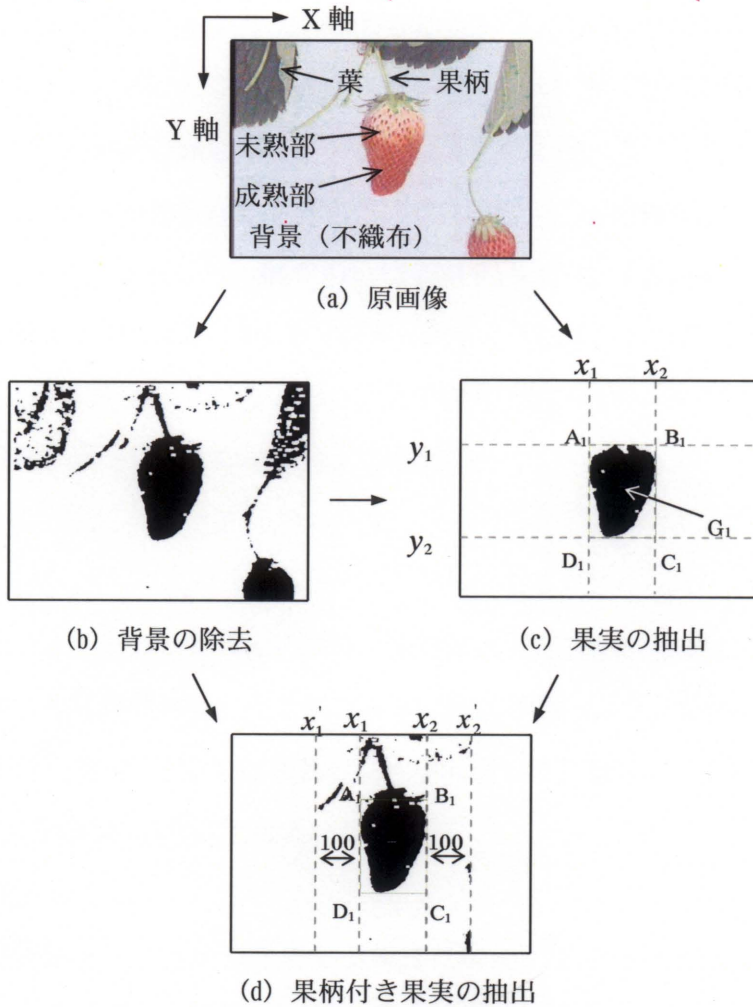 X 軸
Y 軸
葉
果柄
未熟部
成熟部
背景（不織布）
(a) 原画像
x₁ x₂
y₁
A₁ B₁
G₁
y₂
D₁ C₁
(b) 背景の除去
(c) 果実の抽出
x₁' x₁ x₂ x₂'
A₁ B₁
100 100
D₁ C₁
(d) 果柄付き果実の抽出